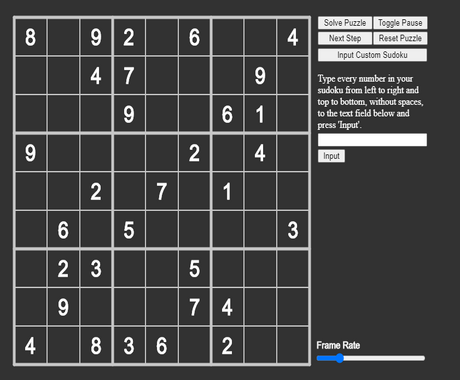 8 9 2 6 4
4 7 9
9 6 1
9 2 4
2 7 1
6 5 3
2 3 5
9 7 4
4 8 3 6 2
Solve Puzzle Toggle Pause
Next Step Reset Puzzle
Input Custom Sudoku
Type every number in your
sudoku from left to right and
top to bottom, without spaces,
to the text field below and
press 'Input'.
Input
Frame Rate